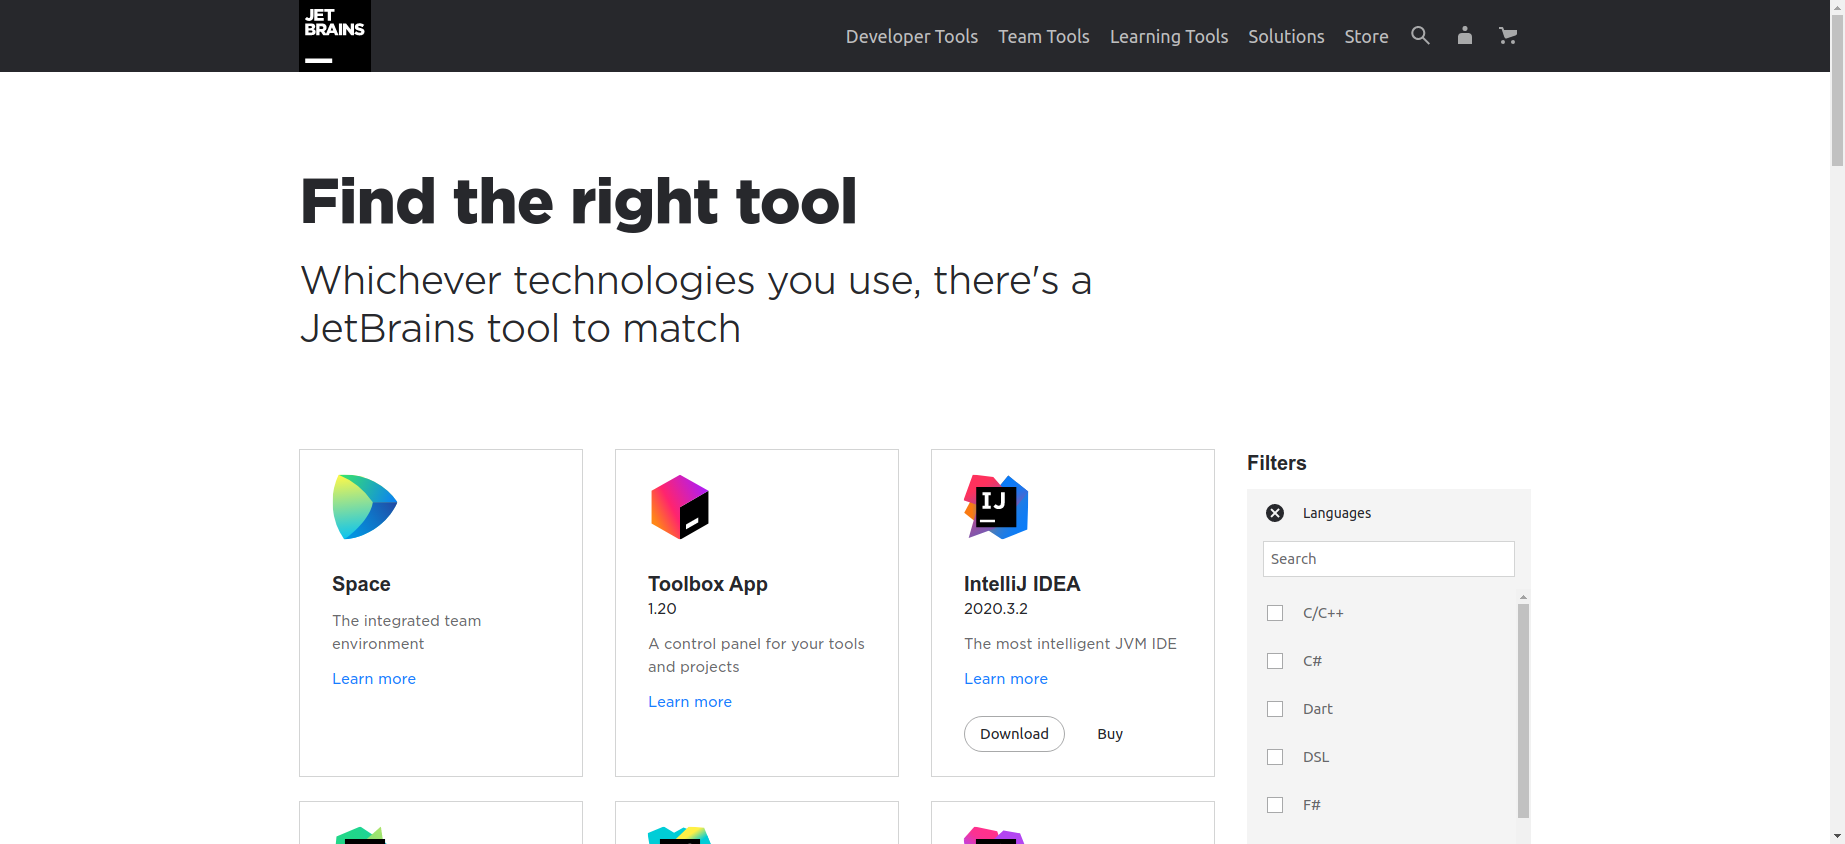 JET
BRAINS
Developer Tools
Team Tools
Learning Tools
Solutions
Store
Find the right tool
Whichever technologies you use, there's a
JetBrains tool to match
Space
The integrated team
environment
Learn more
Toolbox App
1.20
A control panel for your tools
and projects
Learn more
IJ
IntelliJ IDEA
2020.3.2
The most intelligent JVM IDE
Learn more
Download
Buy
Filters
Languages
Search
C/C++
C#
Dart
DSL
F#